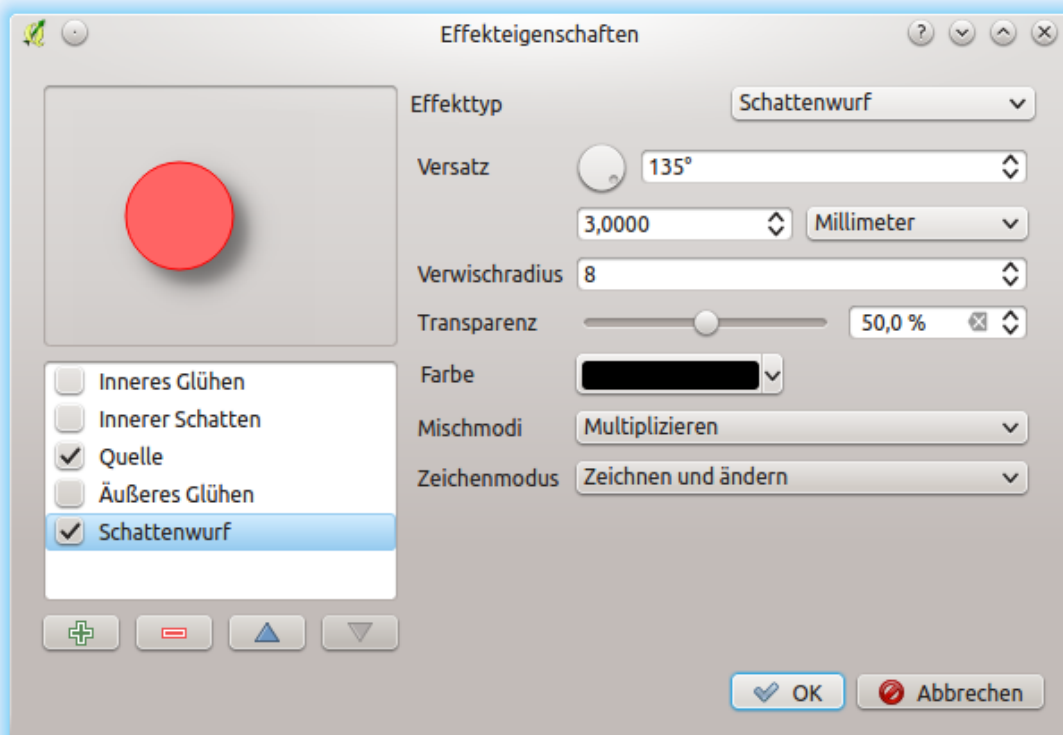 Effekteigenschaften
Effekttyp Schattenwurf
Versatz 135°
3,0000 Millimeter
Verwischradius 8
Transparenz 50,0 %
Farbe
Mischmodi Multiplizieren
Zeichenmodus Zeichnen und ändern
Inneres Glühen
Innerer Schatten
Quelle
Äußeres Glühen
Schattenwurf
OK Abbrechen